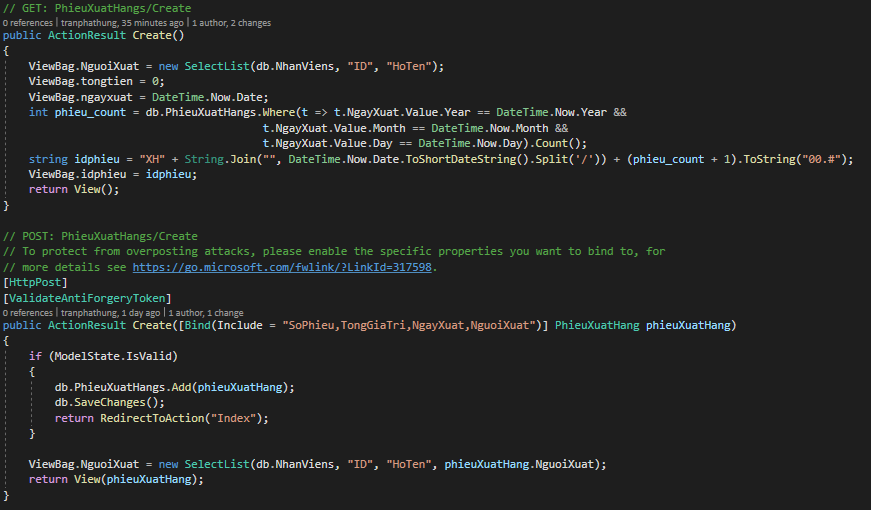 // GET: PhieuXuatHangs/Create
0 references | tranphathung, 35 minutes ago | 1 author, 2 changes
public ActionResult Create()
{
ViewBag.NguoiXuat = new SelectList(db.NhanViens, "ID", "HoTen");
ViewBag.tongtien = 0;
ViewBag.ngayxuat = DateTime.Now.Date;
int phieu_count = db.PhieuXuatHangs.Where(t => t.NgayXuat.Value.Year == DateTime.Now.Year &&
t.NgayXuat.Value.Month == DateTime.Now.Month &&
t.NgayXuat.Value.Day == DateTime.Now.Day).Count();
string idphieu = "XH" + String.Join("", DateTime.Now.Date.ToShortDateString().Split('/')) + (phieu_count + 1).ToString("00.#");
ViewBag.idphieu = idphieu;
return View();
}
// POST: PhieuXuatHangs/Create
// To protect from overposting attacks, please enable the specific properties you want to bind to, for
// more details see https://go.microsoft.com/fwlink/?LinkId=317598.
[HttpPost]
[ValidateAntiForgeryToken]
0 references | tranphathung, 1 day ago | 1 author, 1 change
public ActionResult Create([Bind(Include = "SoPhieu,TongGiaTri,NgayXuat,NguoiXuat")] PhieuXuatHang phieuXuatHang)
{
if (ModelState.IsValid)
{
db.PhieuXuatHangs.Add(phieuXuatHang);
db.SaveChanges();
return RedirectToAction("Index");
}
ViewBag.NguoiXuat = new SelectList(db.NhanViens, "ID", "HoTen", phieuXuatHang.NguoiXuat);
return View(phieuXuatHang);
}